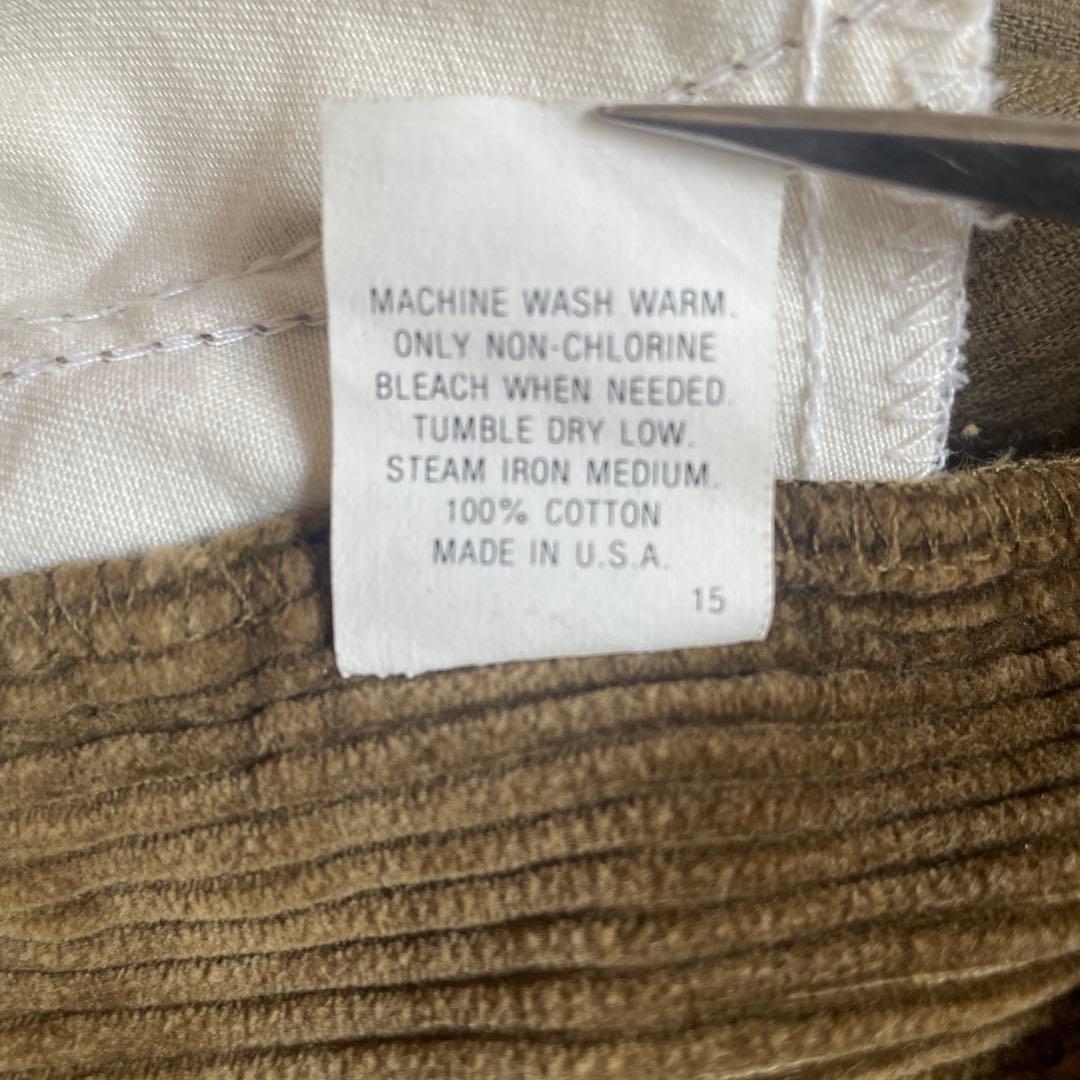 MACHINE WASH WARM.
ONLY NON-CHLORINE
BLEACH WHEN NEEDED.
TUMBLE DRY LOW.
STEAM IRON MEDIUM.
100% COTTON
MADE IN U.S.A.
15